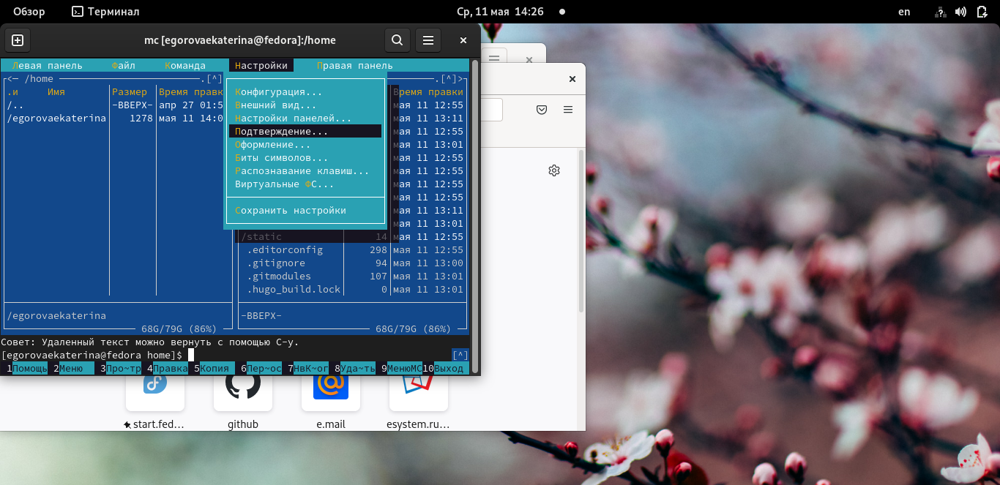 Обзор Терминал Ср, 11 мая 14:26 en
mc [egorovaekaterina@fedora]:/home
Левая панель Файл Команда Настройки Правая панель
<─ /home .[^] .[^]>
.и Имя Размер Время правк Время правки
/.. -ВВЕРХ- апр 27 01:5 мая 11 12:55
/egorovaekaterina 1278 мая 11 14:0 мая 11 13:11
Конфигурация...
Внешний вид...
Настройки панелей...
Подтверждение...
Оформление...
Биты символов...
Распознавание клавиш...
Виртуальные ФС...
Сохранить настройки
мая 11 12:55
мая 11 13:01
мая 11 12:55
мая 11 12:55
мая 11 12:55
мая 11 12:55
мая 11 13:11
мая 11 13:01
/static 14 мая 11 12:55
.editorconfig 298 мая 11 12:55
.gitignore 94 мая 11 13:00
.gitmodules 107 мая 11 13:01
.hugo_build.lock 0 мая 11 13:01
/egorovaekaterina -ВВЕРХ-
68G/79G (86%) 68G/79G (86%)
Совет: Удаленный текст можно вернуть с помощью C-y.
[egorovaekaterina@fedora home]$ [^]
1Помощь 2Меню 3Про~тр 4Правка 5Копия 6Пер~ос 7НвК~ог 8Уда~ть 9МенюMC 10Выход
start.fed... github e.mail esystem.ru...